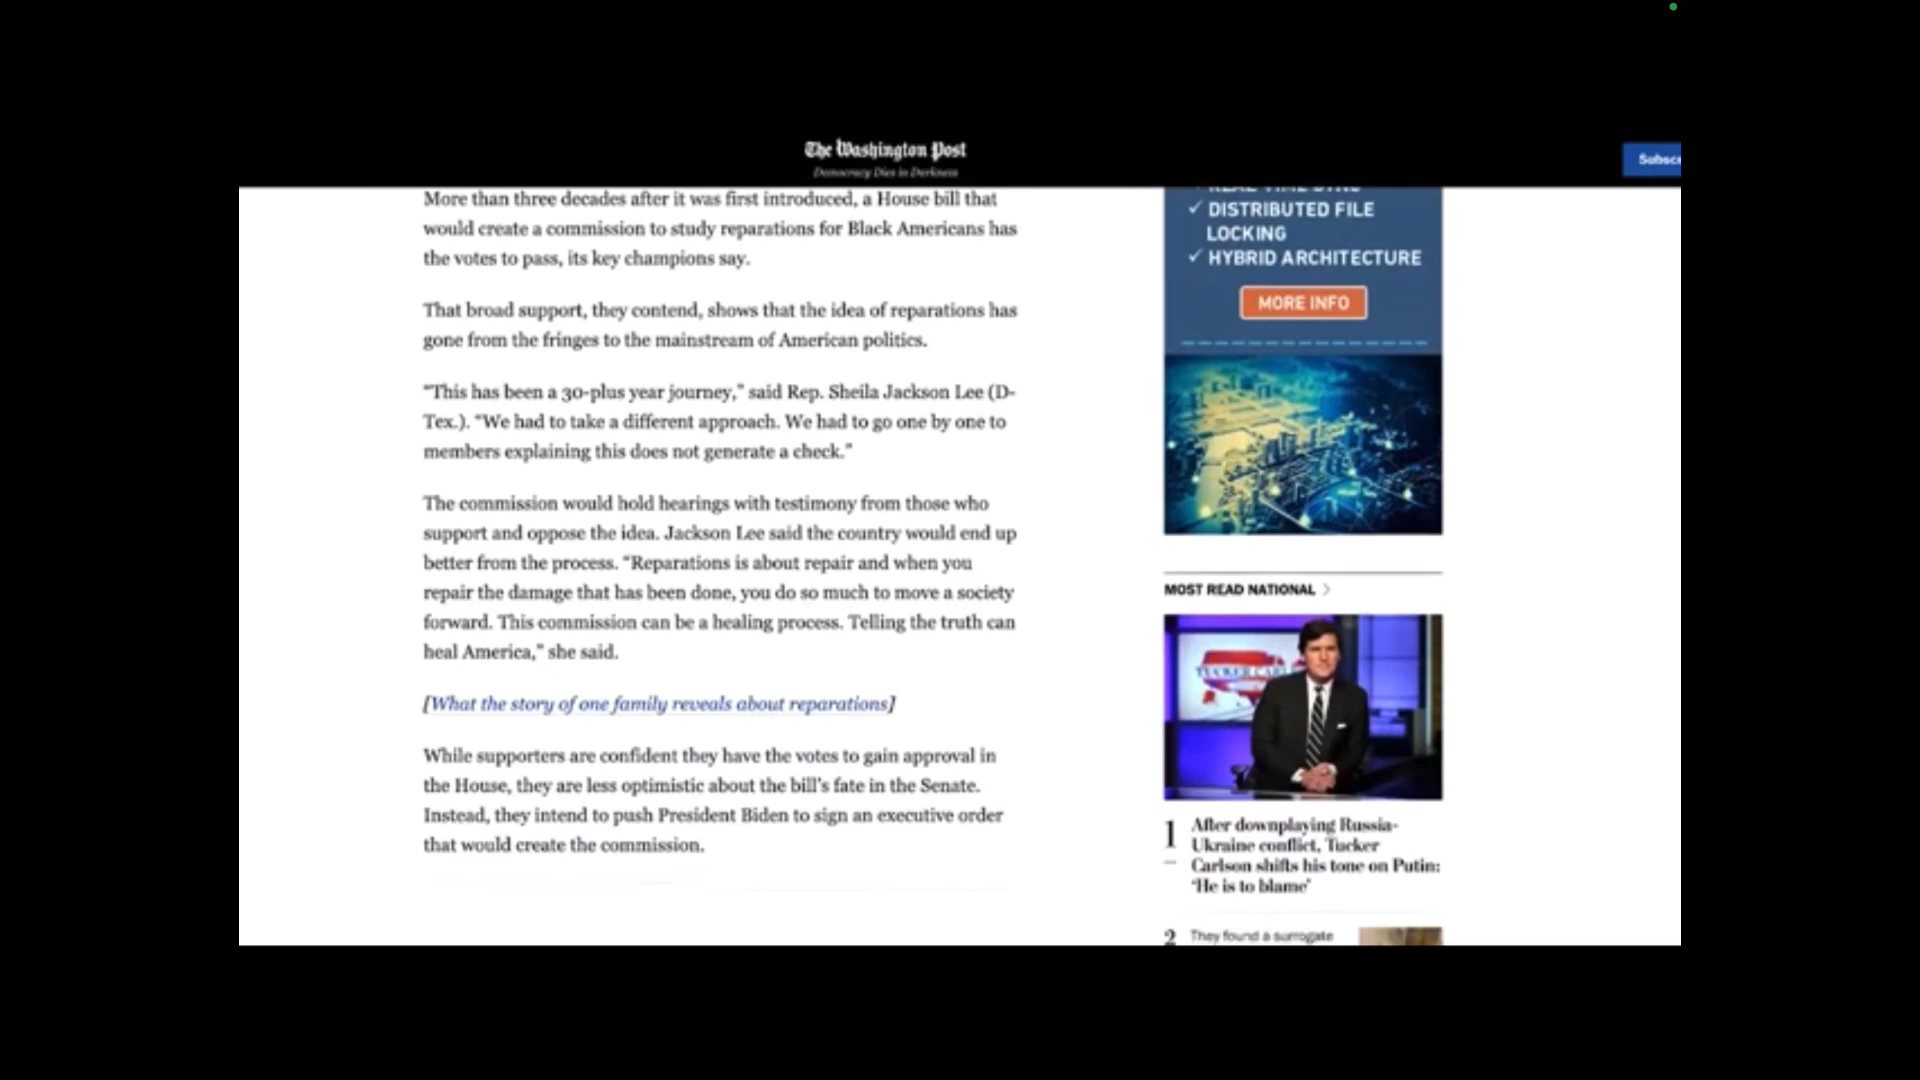 The Washington Post
Democracy Dies in Darkness
Subscr
More than three decades after it was first introduced, a House bill that
would create a commission to study reparations for Black Americans has
the votes to pass, its key champions say.
That broad support, they contend, shows that the idea of reparations has
gone from the fringes to the mainstream of American politics.
“This has been a 30-plus year journey,” said Rep. Sheila Jackson Lee (D-
Tex.). “We had to take a different approach. We had to go one by one to
members explaining this does not generate a check.”
The commission would hold hearings with testimony from those who
support and oppose the idea. Jackson Lee said the country would end up
better from the process. “Reparations is about repair and when you
repair the damage that has been done, you do so much to move a society
forward. This commission can be a healing process. Telling the truth can
heal America,” she said.
[What the story of one family reveals about reparations]
While supporters are confident they have the votes to gain approval in
the House, they are less optimistic about the bill’s fate in the Senate.
Instead, they intend to push President Biden to sign an executive order
that would create the commission.
REAL-TIME SYNC
✓ DISTRIBUTED FILE
LOCKING
✓ HYBRID ARCHITECTURE
MORE INFO
MOST READ NATIONAL >
TUCKER CARL
1 After downplaying Russia-
Ukraine conflict, Tucker
Carlson shifts his tone on Putin:
‘He is to blame’
2 They found a surrogate